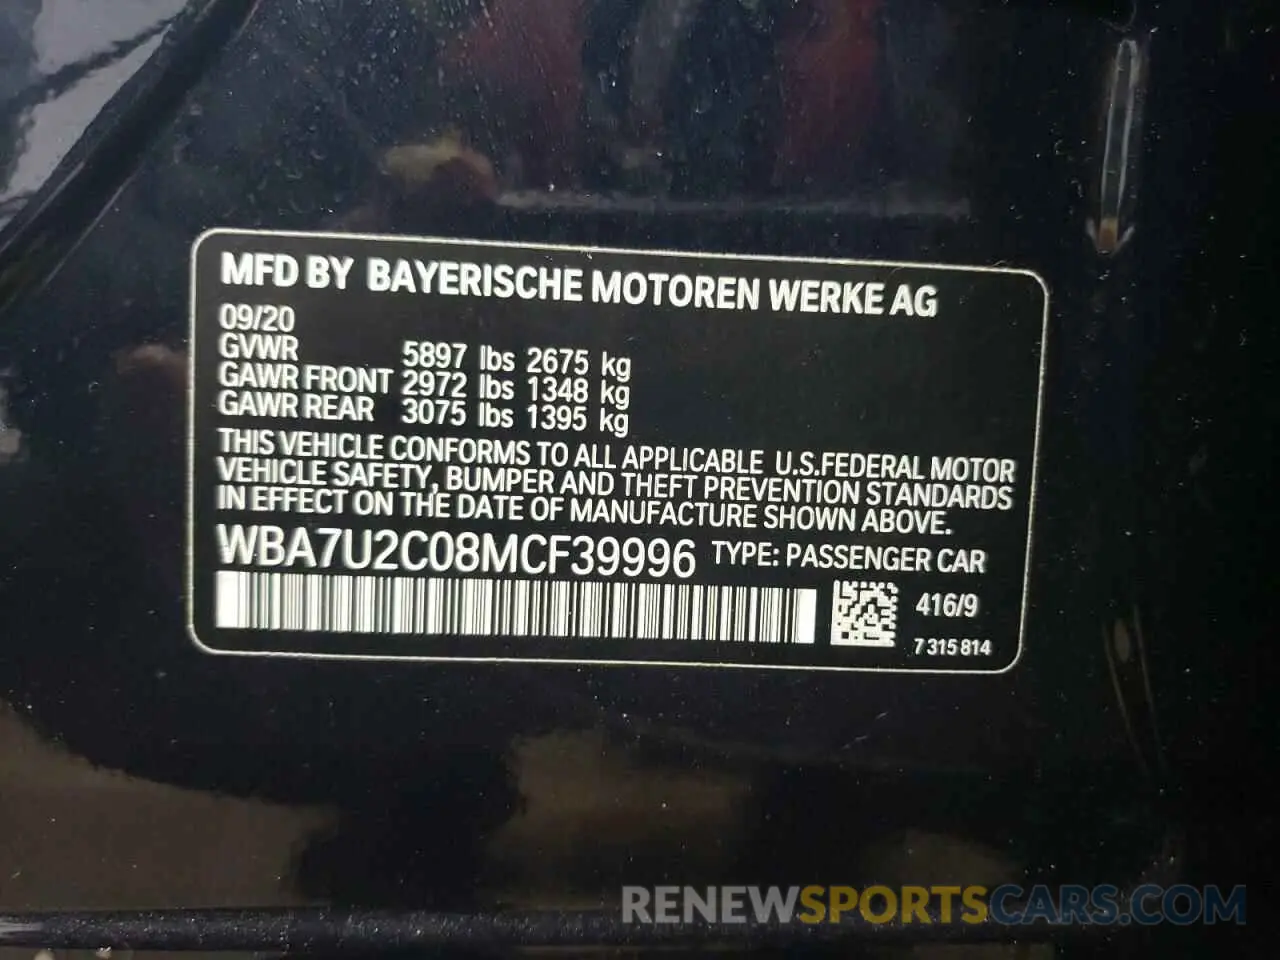 MFD BY BAYERISCHE MOTOREN WERKE AG
09/20
GVWR 5897 lbs 2675 kg
GAWR FRONT 2972 lbs 1348 kg
GAWR REAR 3075 lbs 1395 kg
THIS VEHICLE CONFORMS TO ALL APPLICABLE U.S.FEDERAL MOTOR
VEHICLE SAFETY, BUMPER AND THEFT PREVENTION STANDARDS
IN EFFECT ON THE DATE OF MANUFACTURE SHOWN ABOVE.
WBA7U2C08MCF39996 TYPE: PASSENGER CAR
416/9
7 315 814
RENEWSPORTSCARS.COM